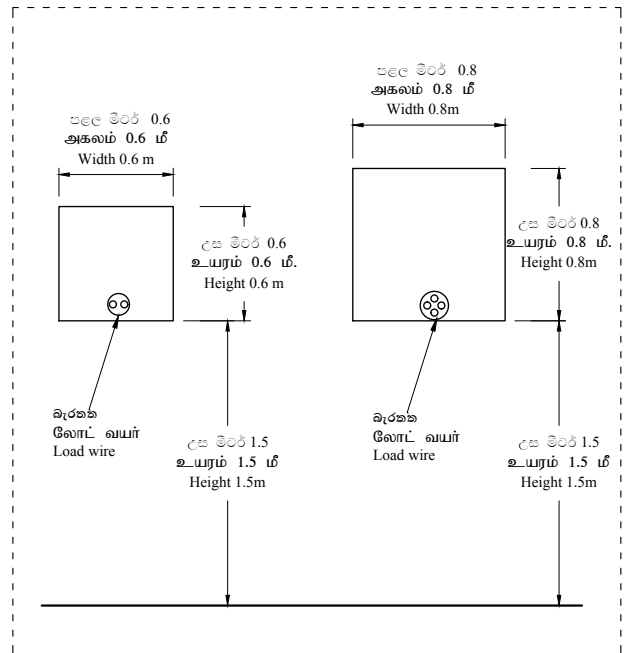 පළල මීටර් 0.6
அகலம் 0.6 மீ
Width 0.6 m
පළල මීටර් 0.8
அகலம் 0.8 மீ
Width 0.8m
උස මීටර් 0.6
உயரம் 0.6 மீ.
Height 0.6 m
උස මීටර් 0.8
உயரம் 0.8 மீ.
Height 0.8m
බැරතත
லோட் வயர்
Load wire
උස මීටර් 1.5
உயரம் 1.5 மீ
Height 1.5m
බැරතත
லோட் வயர்
Load wire
උස මීටර් 1.5
உயரம் 1.5 மீ
Height 1.5m